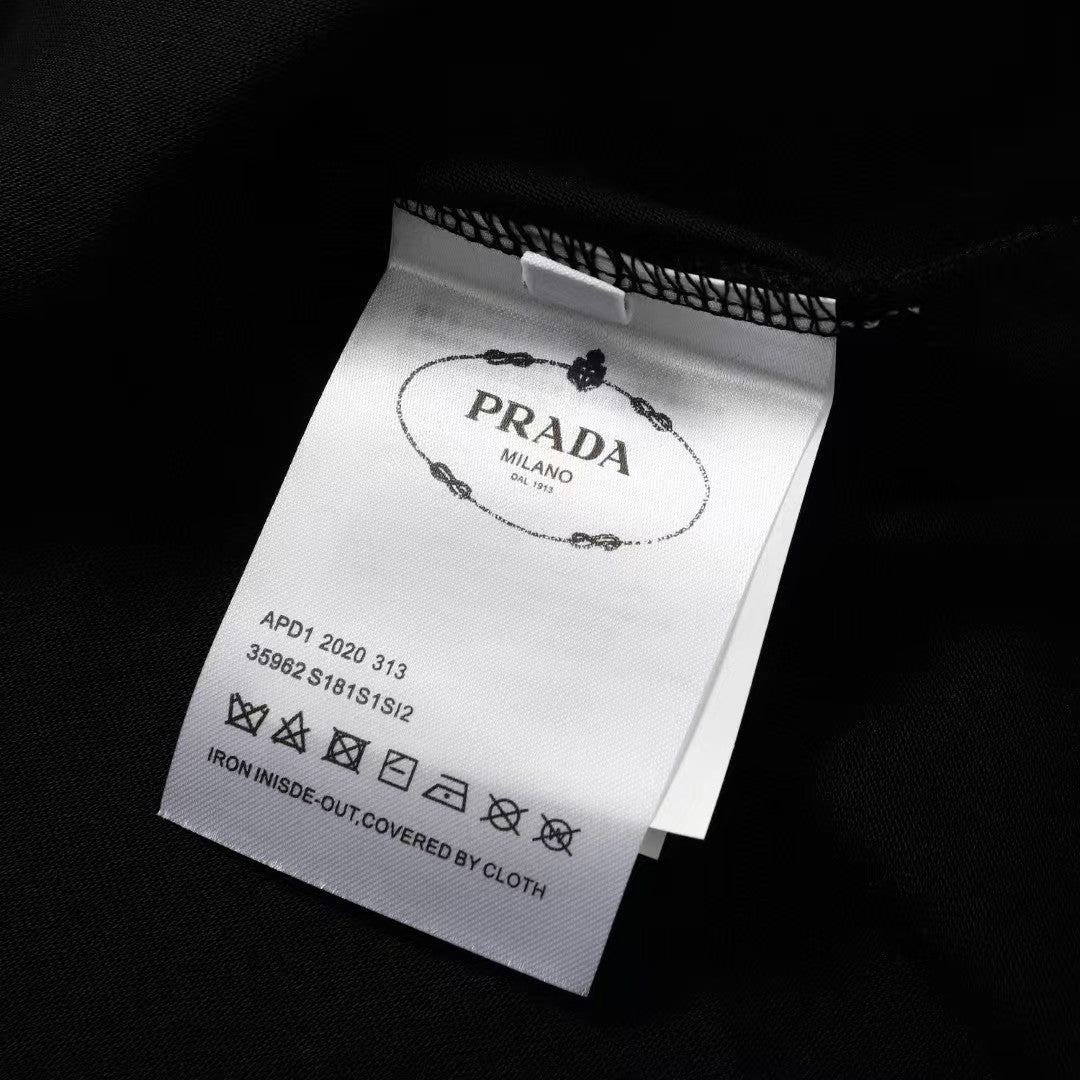 PRADA
MILANO
DAL 1913
APD1 2020 313
35962 S181S1SI2
IRON INISDE-OUT,COVERED BY CLOTH